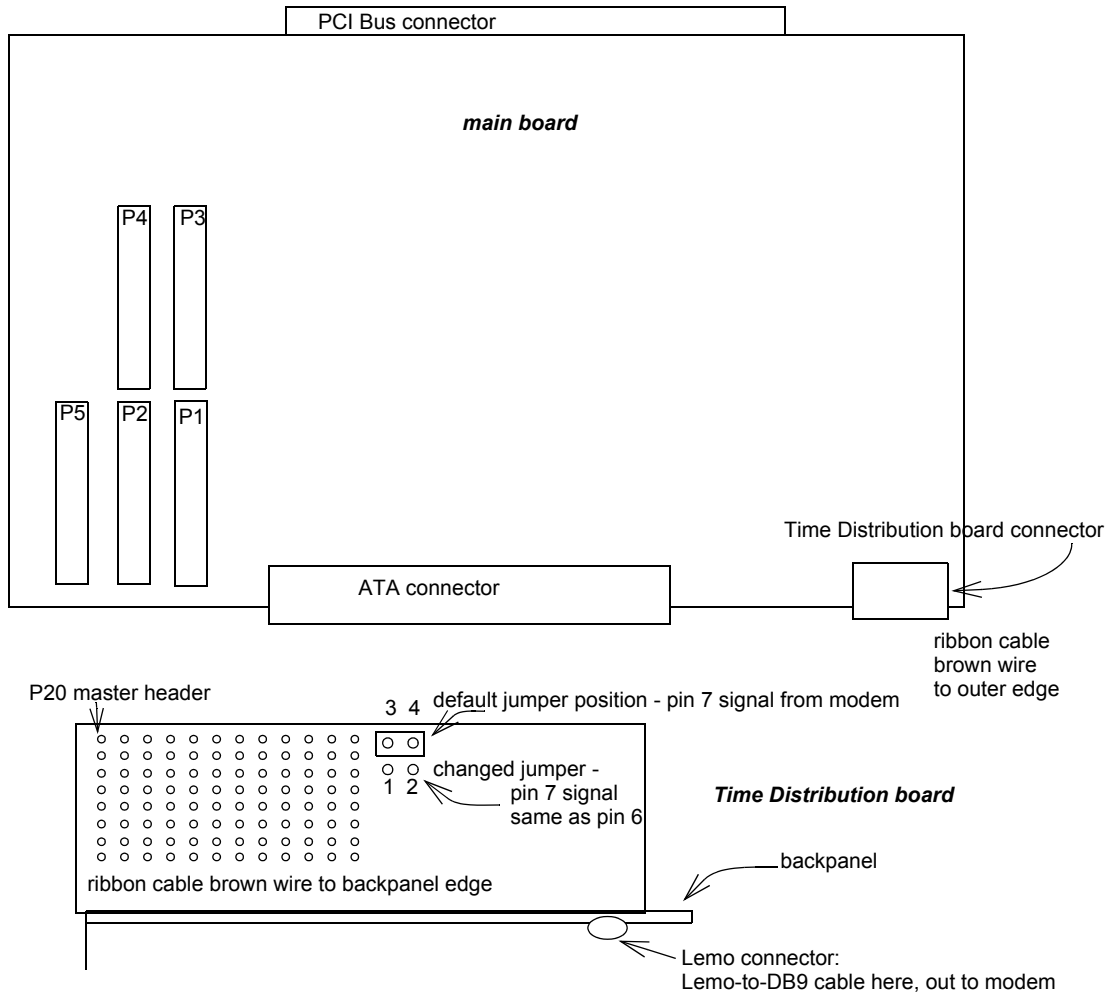 PCI Bus connector
main board
P4
P3
P5
P2
P1
Time Distribution board connector
ATA connector
ribbon cable
brown wire
to outer edge
P20 master header
3 4
default jumper position - pin 7 signal from modem
changed jumper -
pin 7 signal
same as pin 6
1 2
Time Distribution board
backpanel
ribbon cable brown wire to backpanel edge
Lemo connector:
Lemo-to-DB9 cable here, out to modem